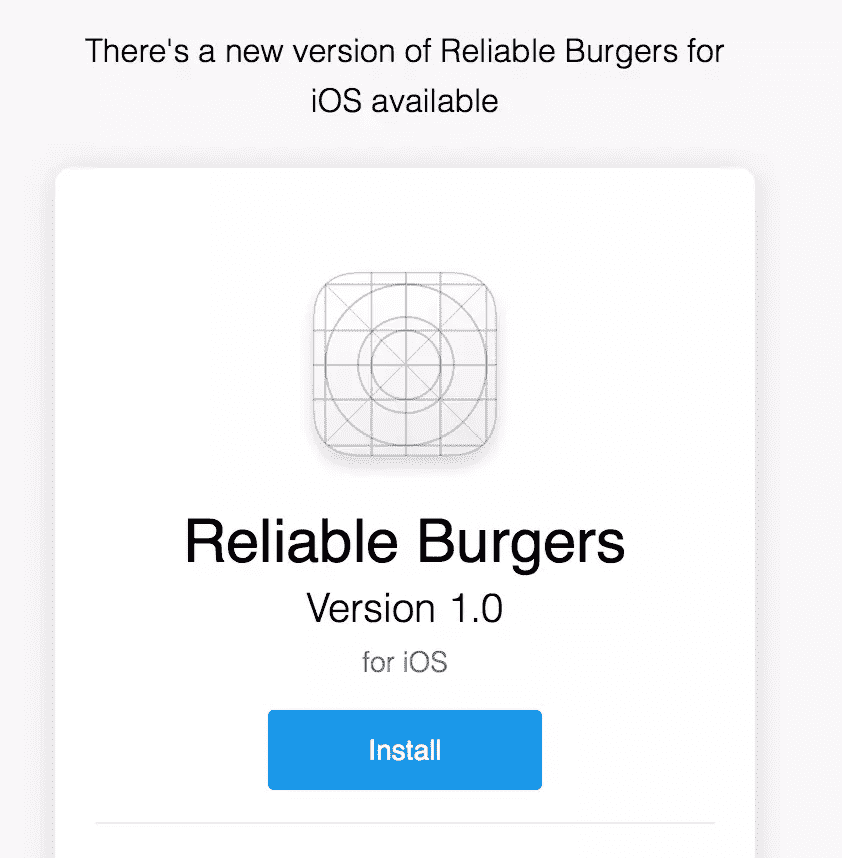 There's a new version of Reliable Burgers for
iOS available
Reliable Burgers
Version 1.0
for iOS
Install